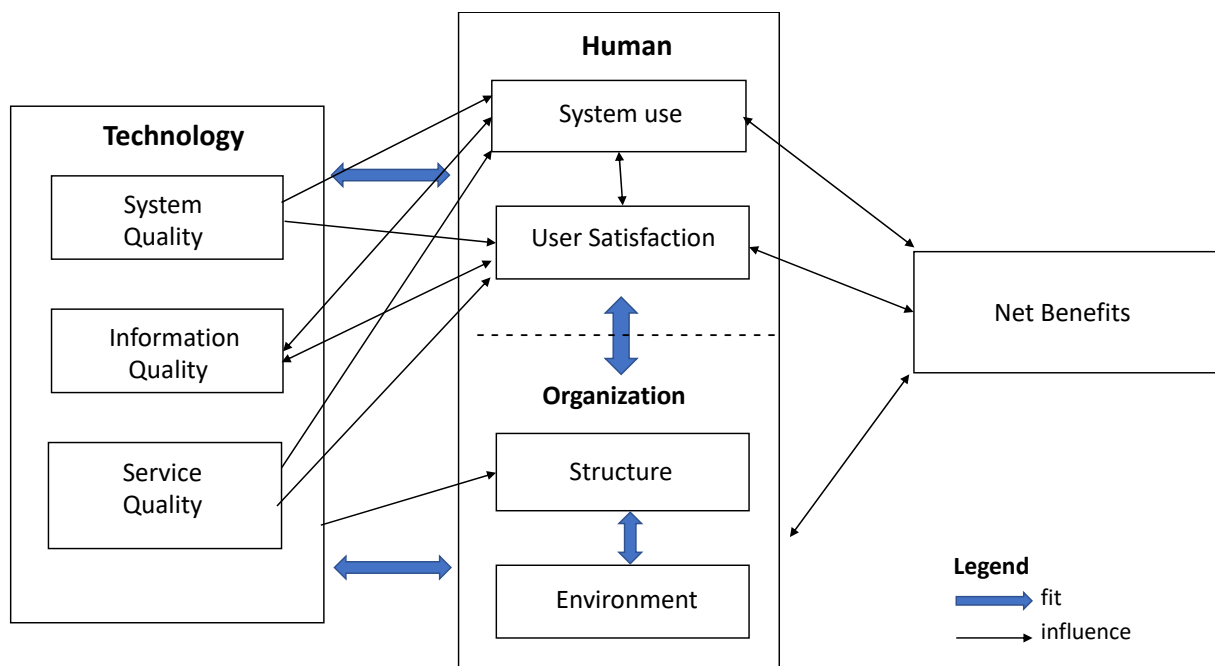 Technology
System
Quality
Information
Quality
Service
Quality
Human
System use
User Satisfaction
Organization
Structure
Environment
Net Benefits
Legend
fit
influence